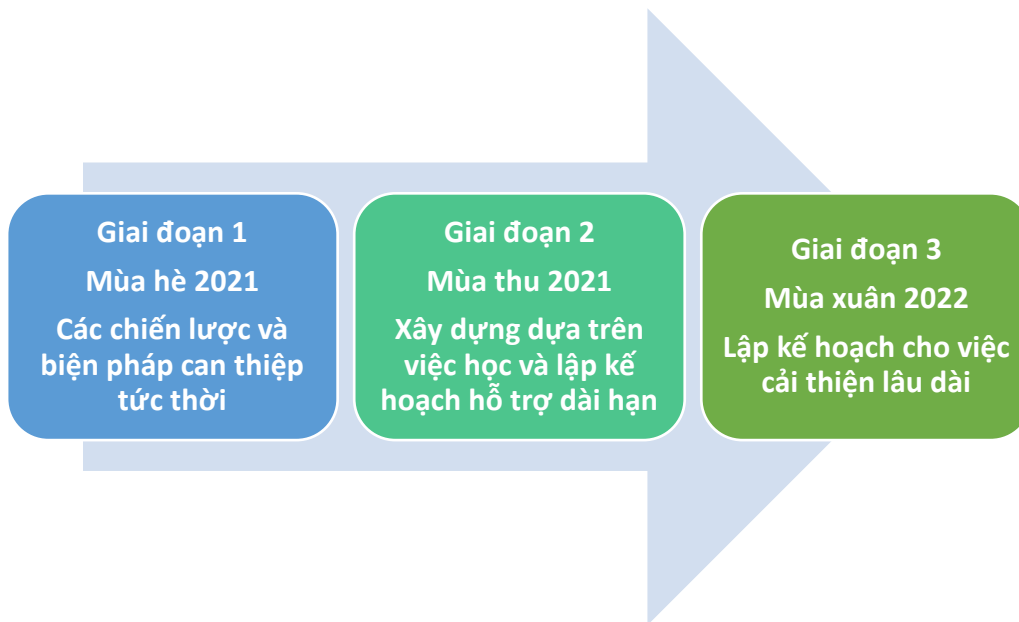 Giai đoạn 1
Mùa hè 2021
Các chiến lược và
biện pháp can thiệp
tức thời
Giai đoạn 2
Mùa thu 2021
Xây dựng dựa trên
việc học và lập kế
hoạch hỗ trợ dài hạn
Giai đoạn 3
Mùa xuân 2022
Lập kế hoạch cho việc
cải thiện lâu dài